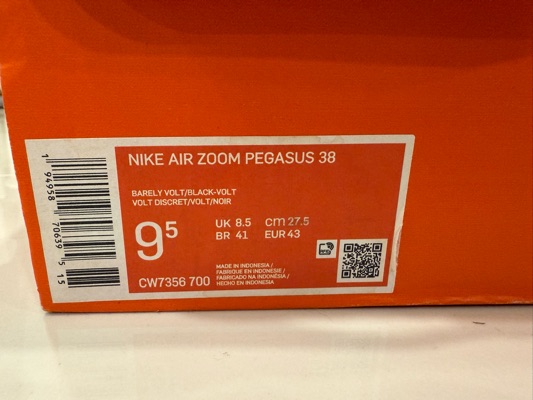 NIKE AIR ZOOM PEGASUS 38
BARELY VOLT/BLACK-VOLT
VOLT DISCRET/VOLT/NOIR
9⁵
UK 8.5 cm 27.5
BR 41 EUR 43
CW7356 700
MADE IN INDONESIA /
FABRIQUÉ EN INDONÉSIE /
FABRICADO NA INDONÉSIA /
HECHO EN INDONESIA
1 94958 70639 5 15